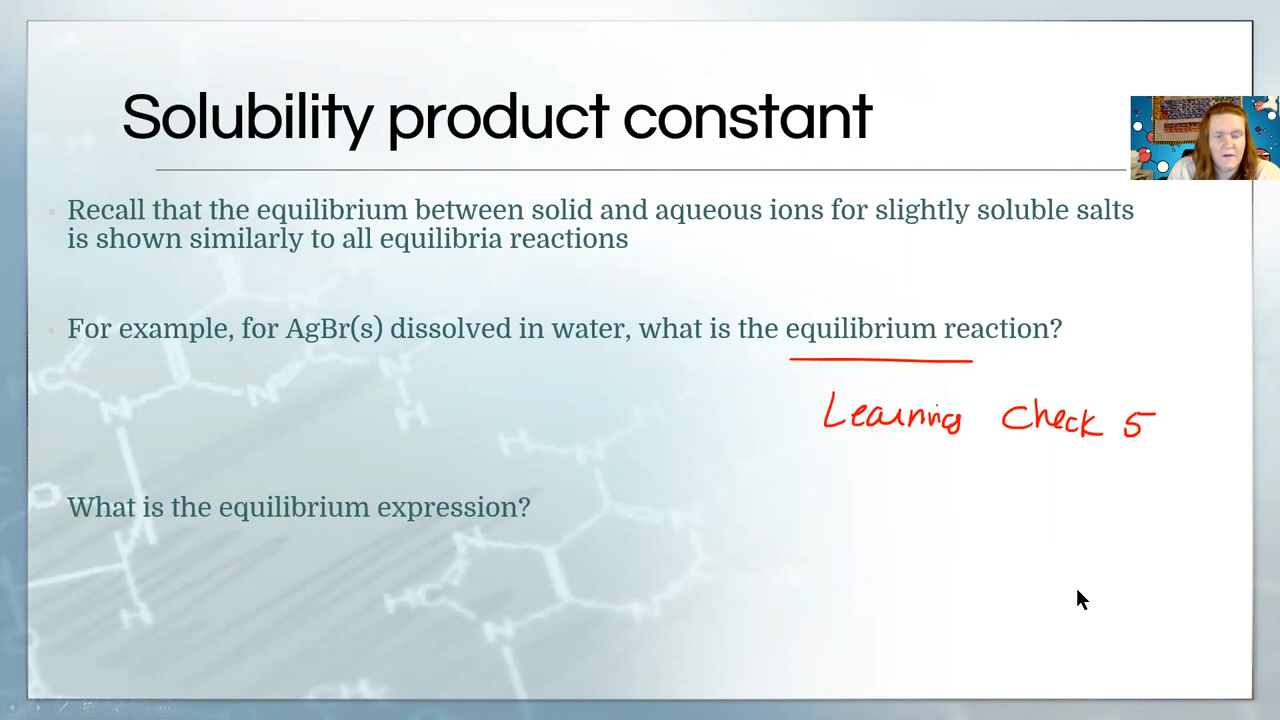 Solubility product constant
Recall that the equilibrium between solid and aqueous ions for slightly soluble salts
is shown similarly to all equilibria reactions
For example, for AgBr(s) dissolved in water, what is the equilibrium reaction?
Learning Check 5
What is the equilibrium expression?